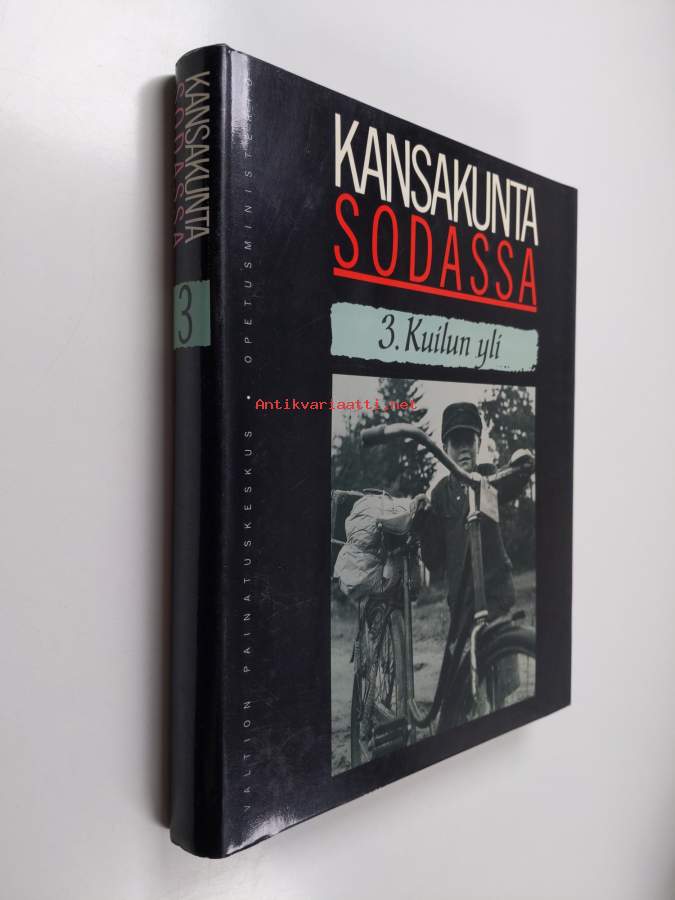 KANSAKUNTA
SODASSA
3
VALTION PAINATUSKESKUS • OPETUSMINISTERIÖ
KANSAKUNTA
SODASSA
3. Kuilun yli
Antikvariaatti.net